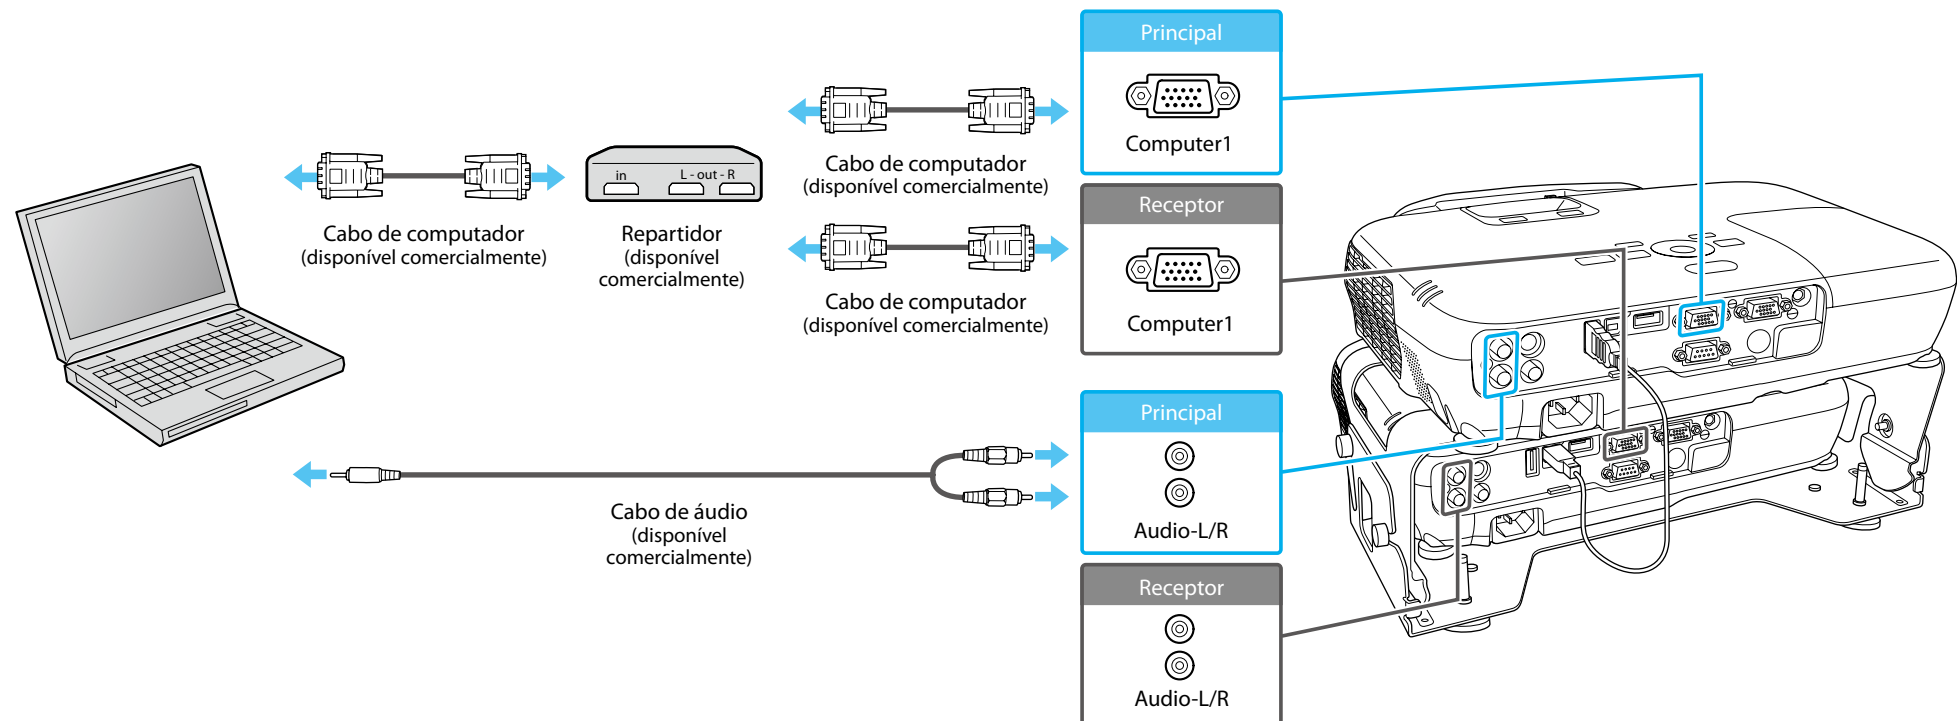 Principal
Computer1
Cabo de computador
(disponível comercialmente)
in
L - out - R
Cabo de computador
(disponível comercialmente)
Repartidor
(disponível
comercialmente)
Receptor
Computer1
Cabo de computador
(disponível comercialmente)
Principal
Audio-L/R
Cabo de áudio
(disponível
comercialmente)
Receptor
Audio-L/R